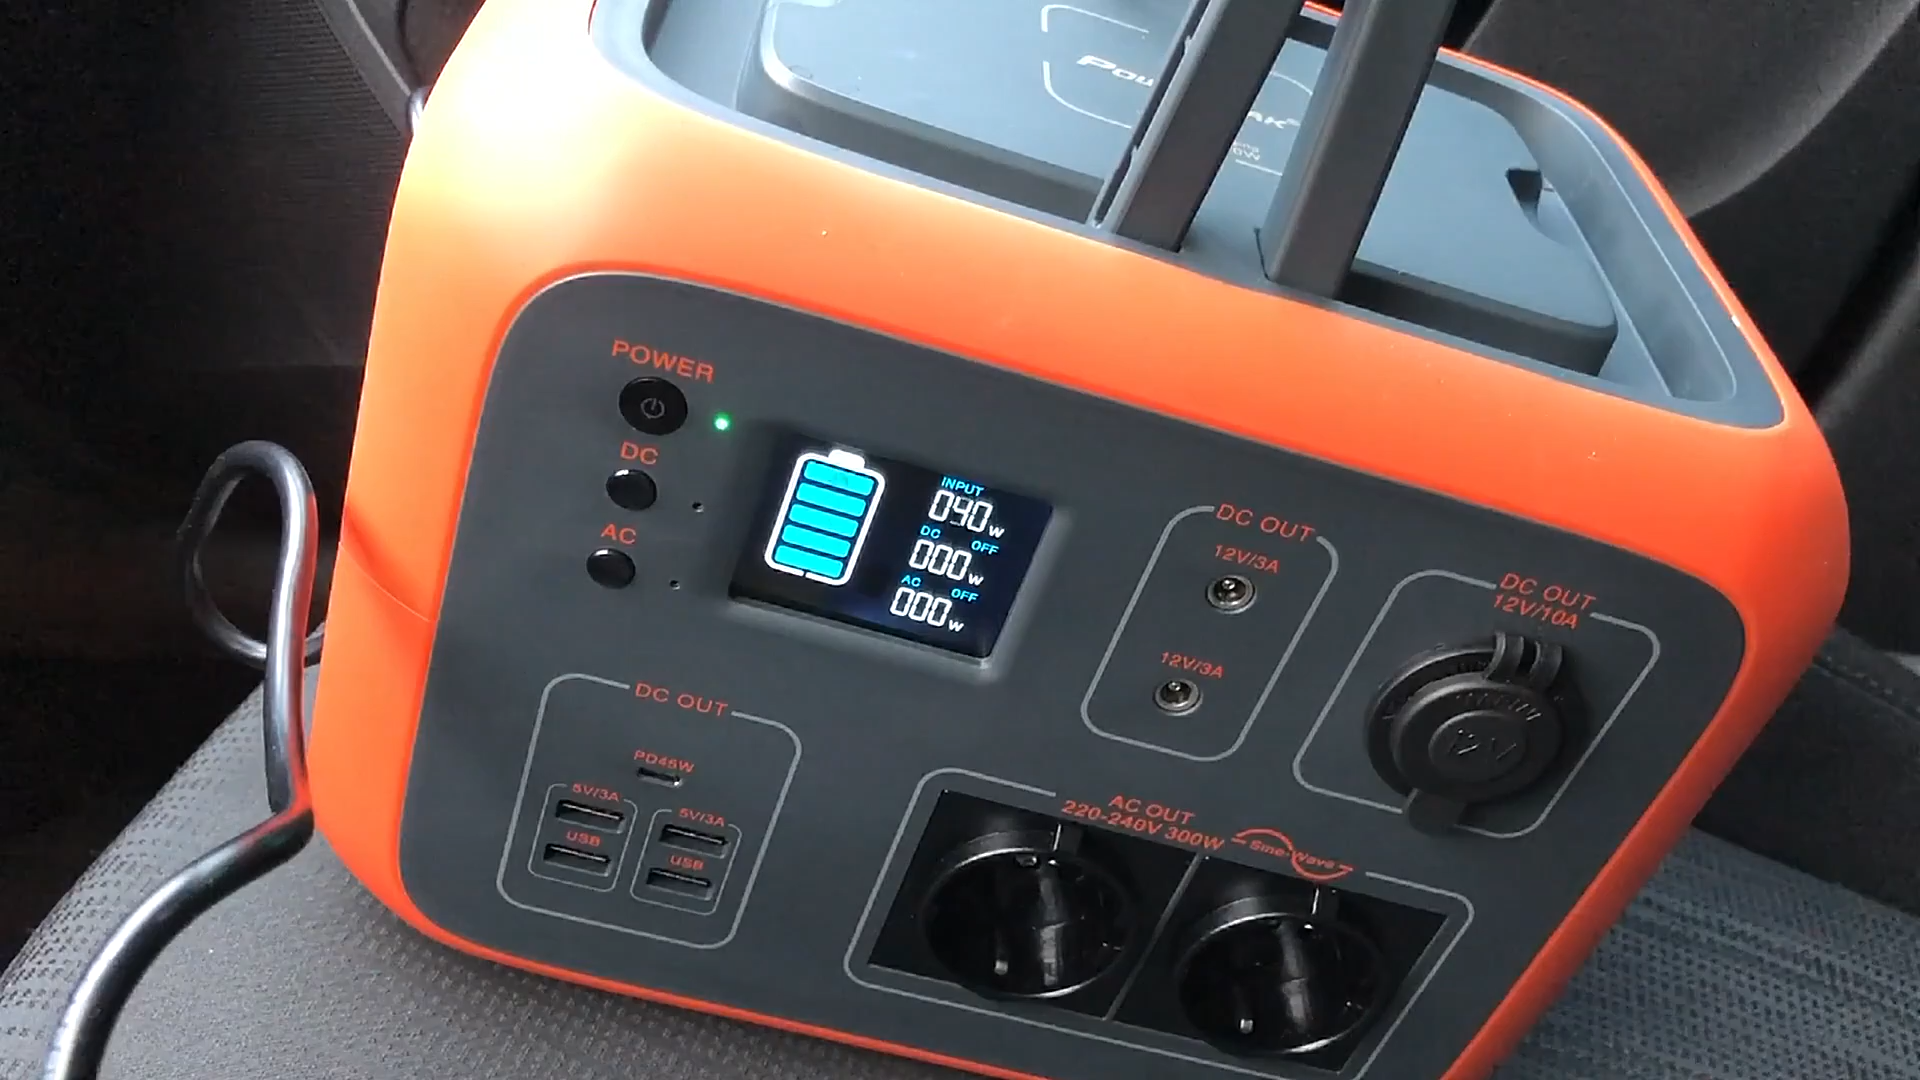 POWER
DC
AC
INPUT
040W
DC OFF
000W
AC OFF
000W
DC OUT
12V/3A
12V/3A
DC OUT
12V/10A
12V
DC OUT
PD45W
5V/3A
5V/3A
USB
USB
AC OUT
220-240V 300W
Sine-Wave